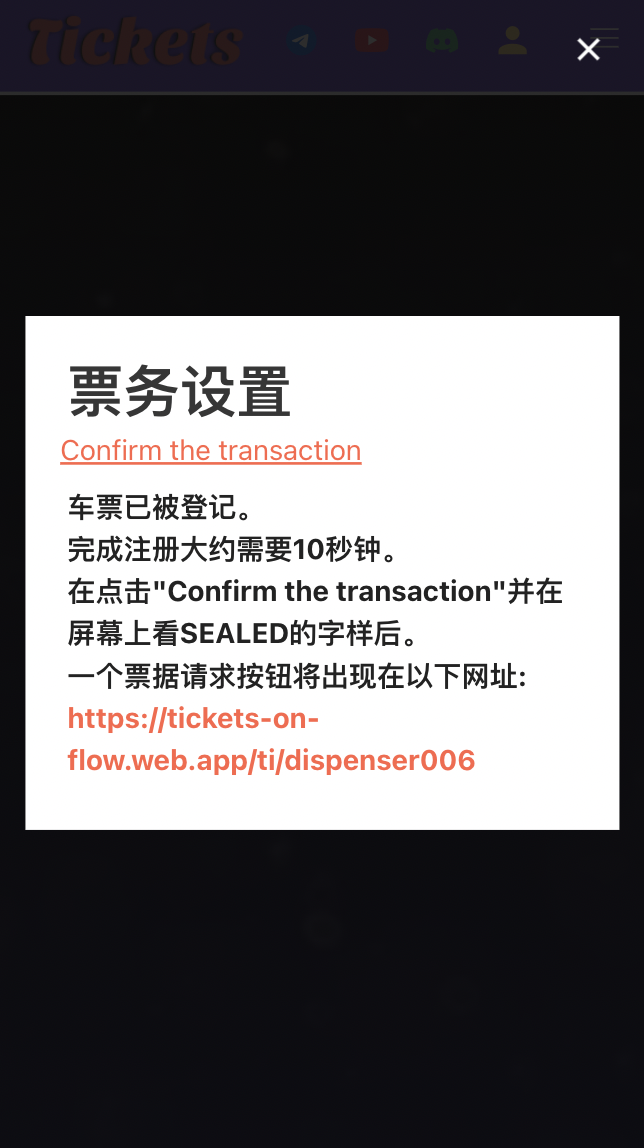 Tickets
票务设置
Confirm the transaction
车票已被登记。
完成注册大约需要10秒钟。
在点击"Confirm the transaction"并在
屏幕上看SEALED的字样后。
一个票据请求按钮将出现在以下网址:
https://tickets-on-
flow.web.app/ti/dispenser006